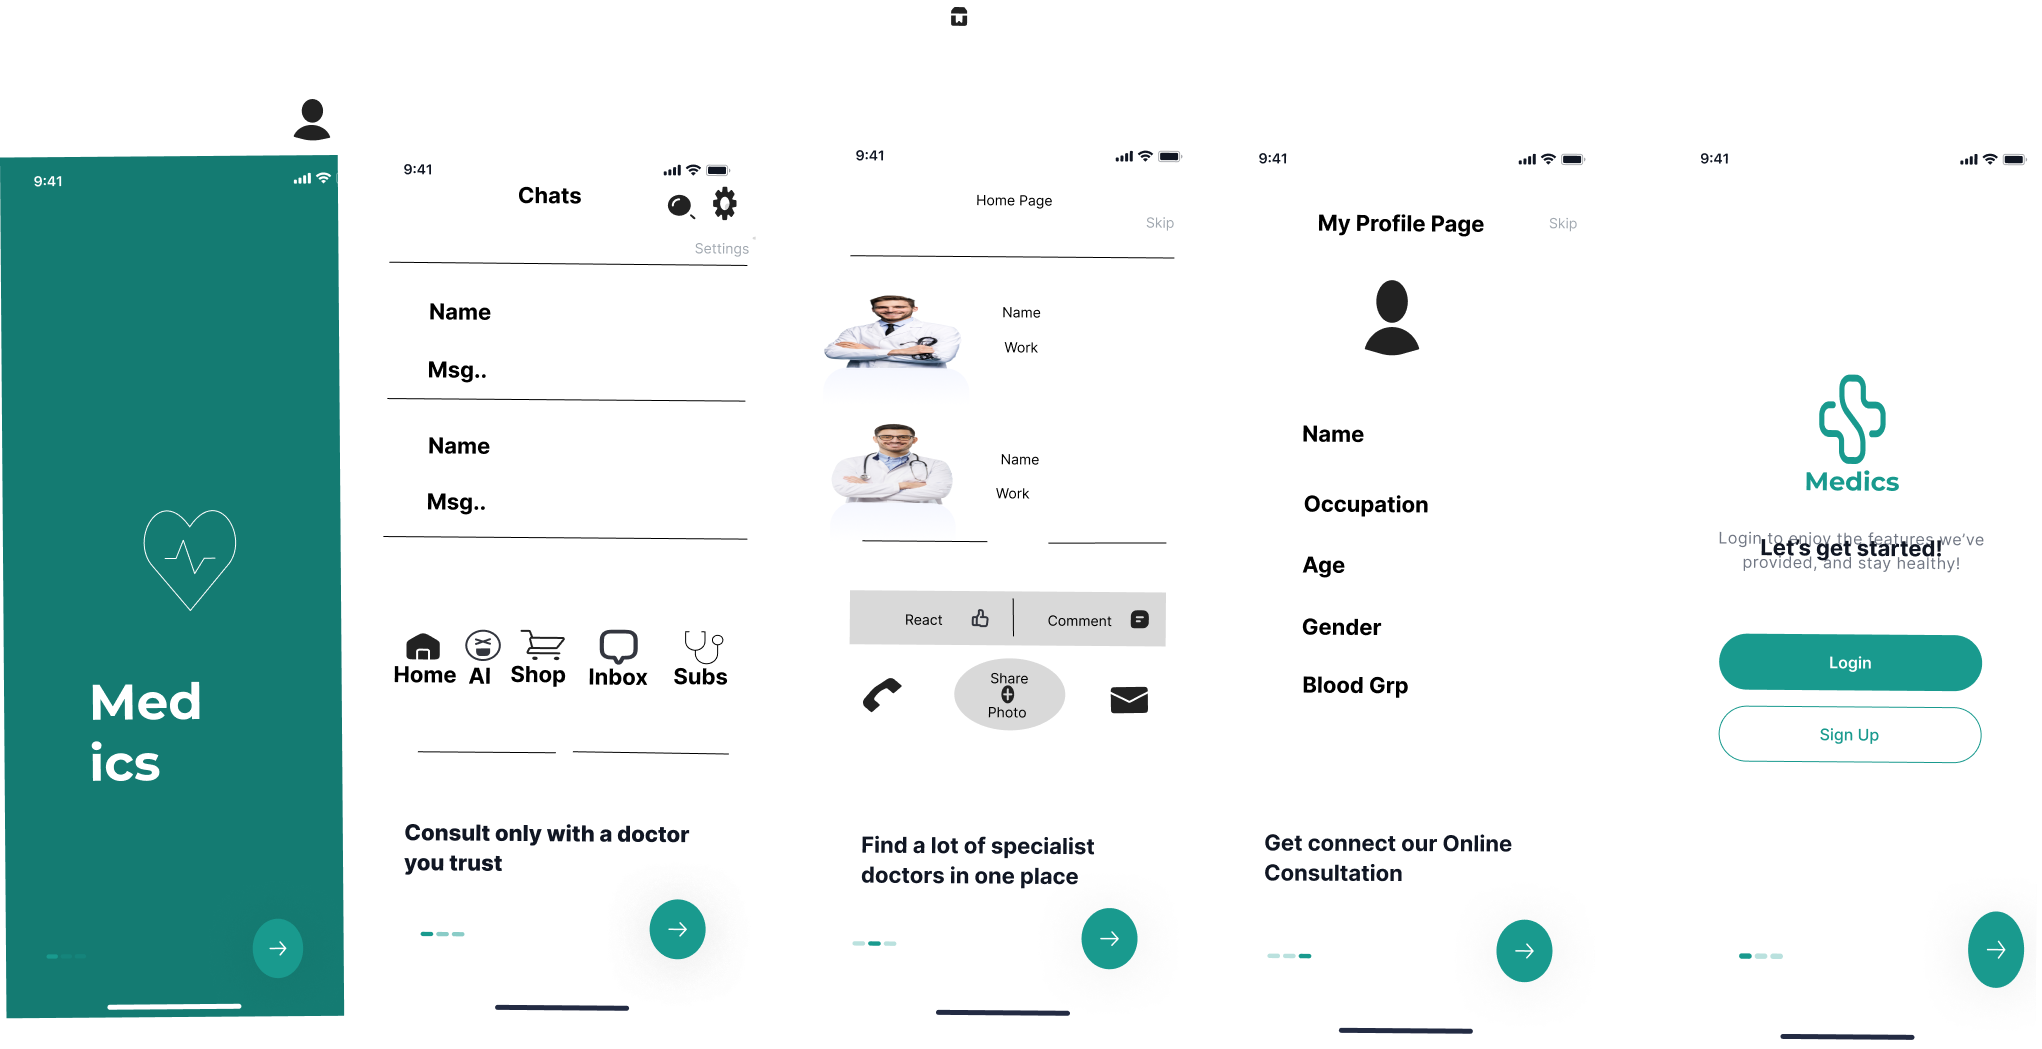 9:41
Med
ics
9:41
Chats
Settings
Name
Msg..
Name
Msg..
Home AI Shop Inbox Subs
Consult only with a doctor
you trust
9:41
Home Page
Skip
Name
Work
Name
Work
React Comment
Share
Photo
Find a lot of specialist
doctors in one place
9:41
My Profile Page Skip
Name
Occupation
Age
Gender
Blood Grp
Get connect our Online
Consultation
9:41
Medics
Login to enjoy the features we’ve
Let’s get started!
provided, and stay healthy!
Login
Sign Up